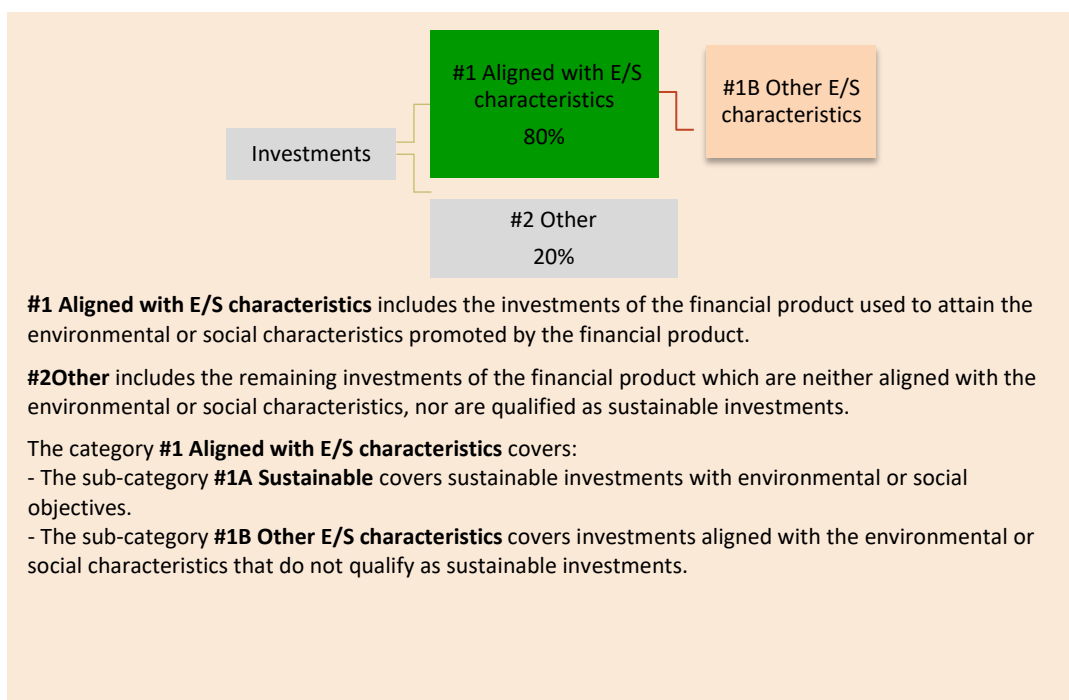 #1 Aligned with E/S
characteristics
80%
#1B Other E/S
characteristics
Investments
#2 Other
20%
#1 Aligned with E/S characteristics includes the investments of the financial product used to attain the
environmental or social characteristics promoted by the financial product.
#2Other includes the remaining investments of the financial product which are neither aligned with the
environmental or social characteristics, nor are qualified as sustainable investments.
The category #1 Aligned with E/S characteristics covers:
- The sub-category #1A Sustainable covers sustainable investments with environmental or social
objectives.
- The sub-category #1B Other E/S characteristics covers investments aligned with the environmental or
social characteristics that do not qualify as sustainable investments.